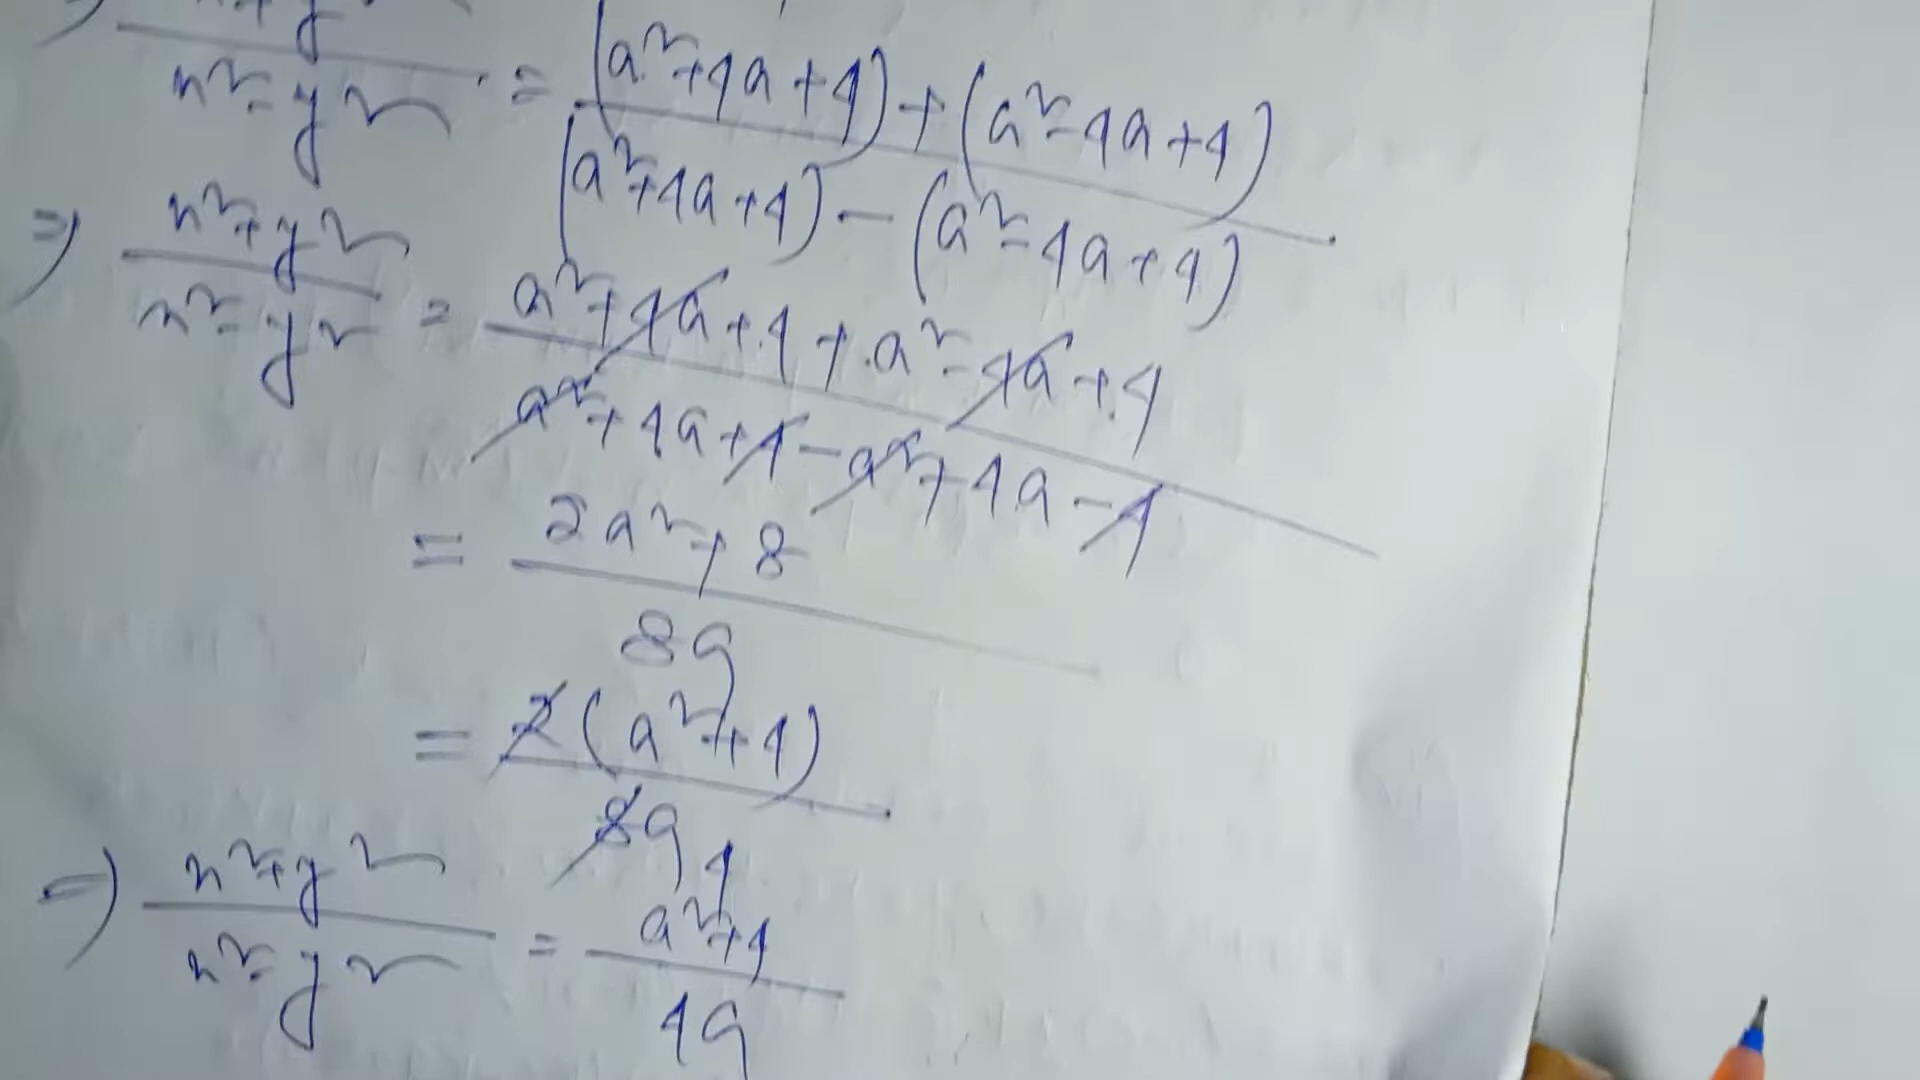 ⇒ x²+y² / x²-y² = (a²+4a+4)+(a²-4a+4) / (a²+4a+4)-(a²-4a+4)
⇒ x²+y² / x²-y² = a²+4a+4+a²-4a+4 / a²+4a+4-a²+4a-4
= 2a²+8 / 8a
= 2(a²+4) / 8a 4
⇒ x²+y² / x²-y² = a²+4 / 4a